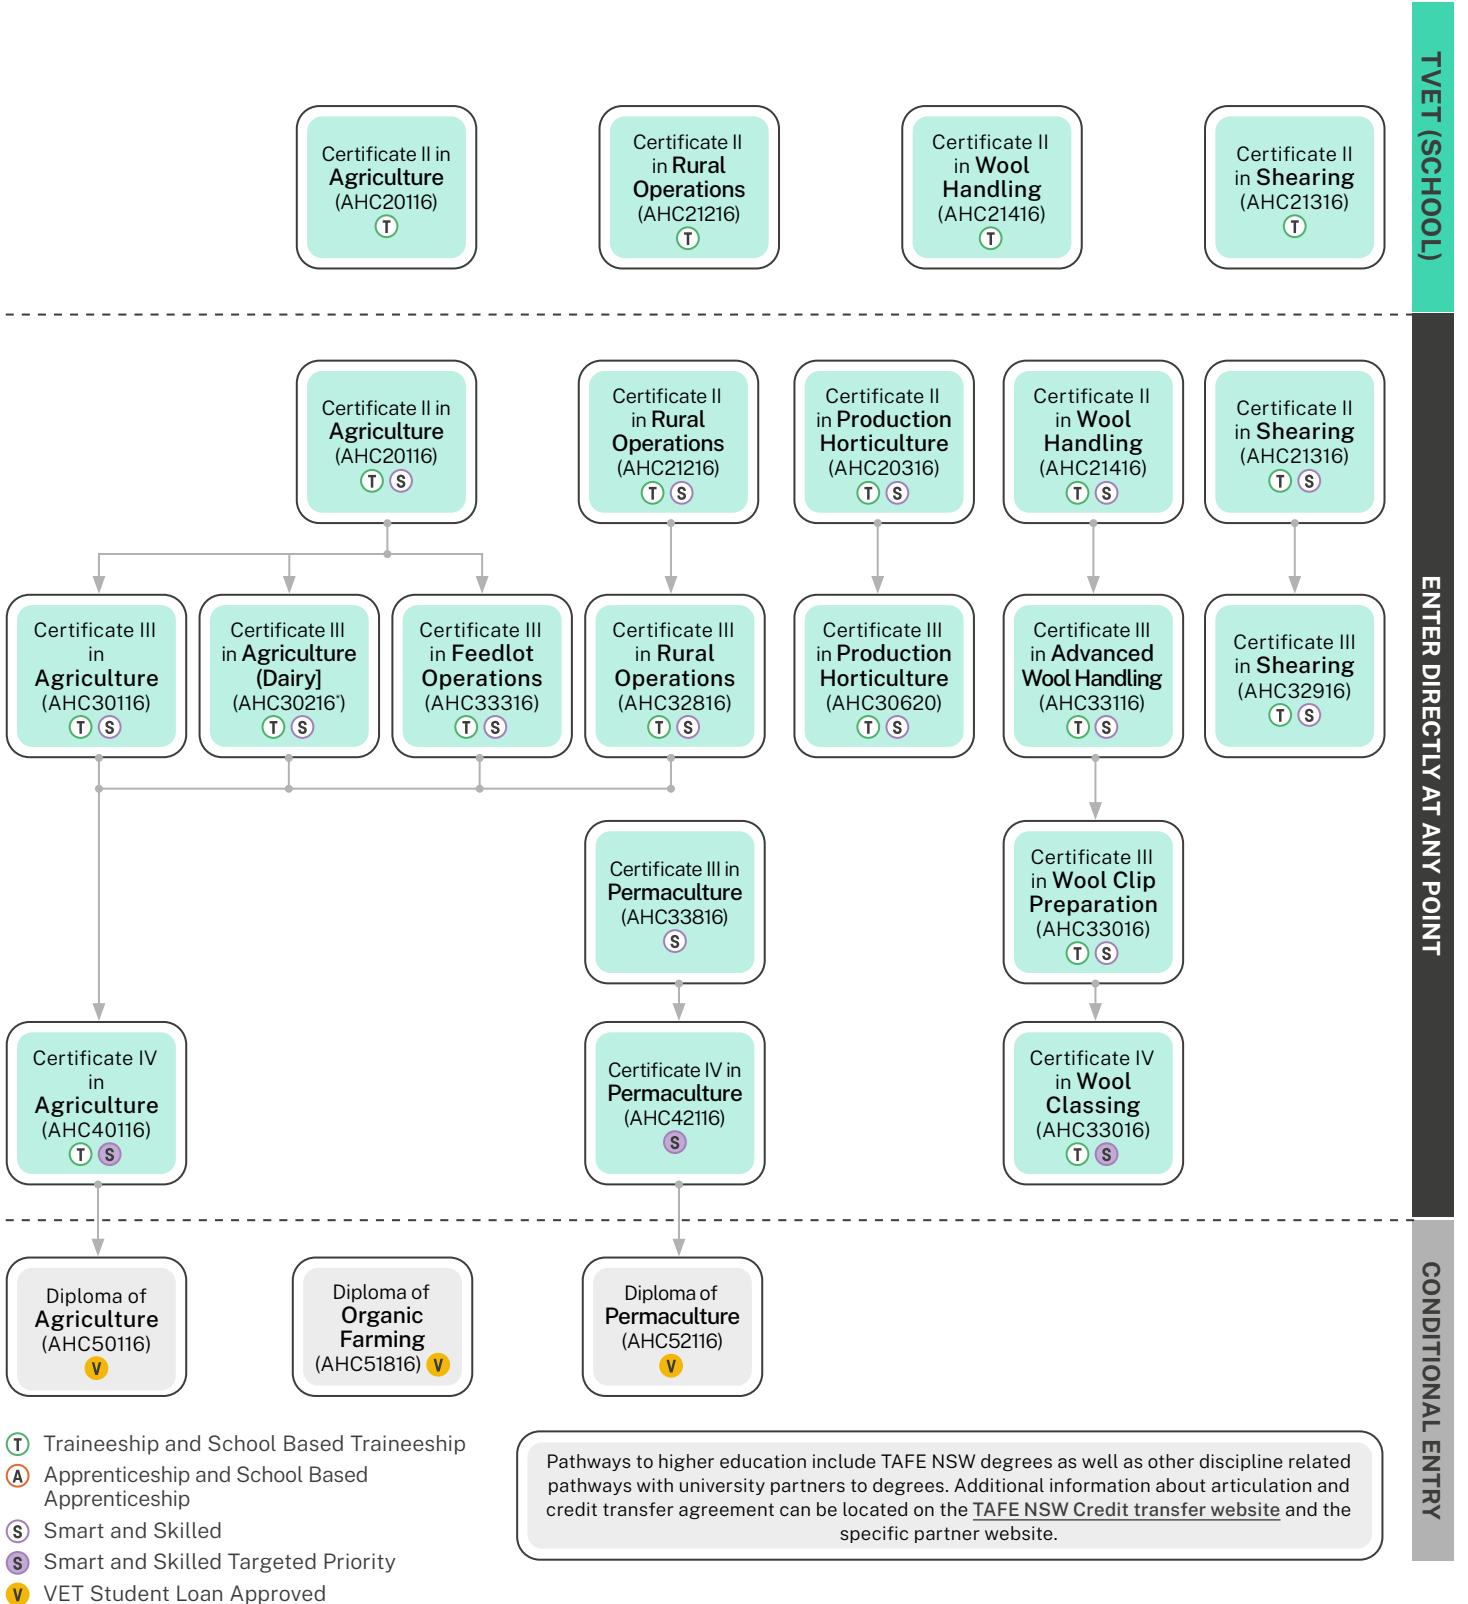 TVET (SCHOOL)
Certificate II in
Agriculture
(AHC20116)
T
Certificate II
in Rural
Operations
(AHC21216)
T
Certificate II
in Wool
Handling
(AHC21416)
T
Certificate II
in Shearing
(AHC21316)
T
ENTER DIRECTLY AT ANY POINT
Certificate II in
Agriculture
(AHC20116)
T S
Certificate II
in Rural
Operations
(AHC21216)
T S
Certificate II
in Production
Horticulture
(AHC20316)
T S
Certificate II
in Wool
Handling
(AHC21416)
T S
Certificate II
in Shearing
(AHC21316)
T S
Certificate III
in
Agriculture
(AHC30116)
T S
Certificate III
in Agriculture
(Dairy]
(AHC30216*)
T S
Certificate III
in Feedlot
Operations
(AHC33316)
T S
Certificate III
in Rural
Operations
(AHC32816)
T S
Certificate III
in Production
Horticulture
(AHC30620)
T S
Certificate III
in Advanced
Wool Handling
(AHC33116)
T S
Certificate III
in Shearing
(AHC32916)
T S
Certificate III in
Permaculture
(AHC33816)
S
Certificate III
in Wool Clip
Preparation
(AHC33016)
T S
Certificate IV
in
Agriculture
(AHC40116)
T S
Certificate IV in
Permaculture
(AHC42116)
S
Certificate IV
in Wool
Classing
(AHC33016)
T S
CONDITIONAL ENTRY
Diploma of
Agriculture
(AHC50116)
V
Diploma of
Organic
Farming
(AHC51816) V
Diploma of
Permaculture
(AHC52116)
V
T Traineeship and School Based Traineeship
A Apprenticeship and School Based
Apprenticeship
S Smart and Skilled
S Smart and Skilled Targeted Priority
V VET Student Loan Approved
Pathways to higher education include TAFE NSW degrees as well as other discipline related
pathways with university partners to degrees. Additional information about articulation and
credit transfer agreement can be located on the TAFE NSW Credit transfer website and the
specific partner website.